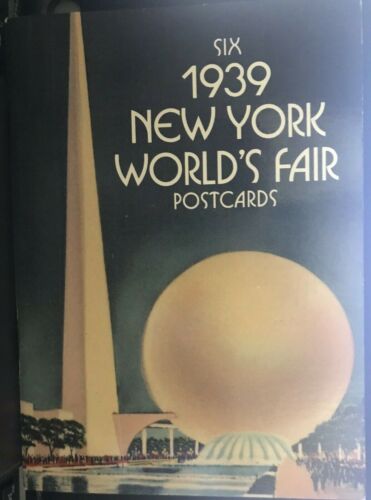 SIX
1939
NEW YORK
WORLD'S FAIR
POSTCARDS